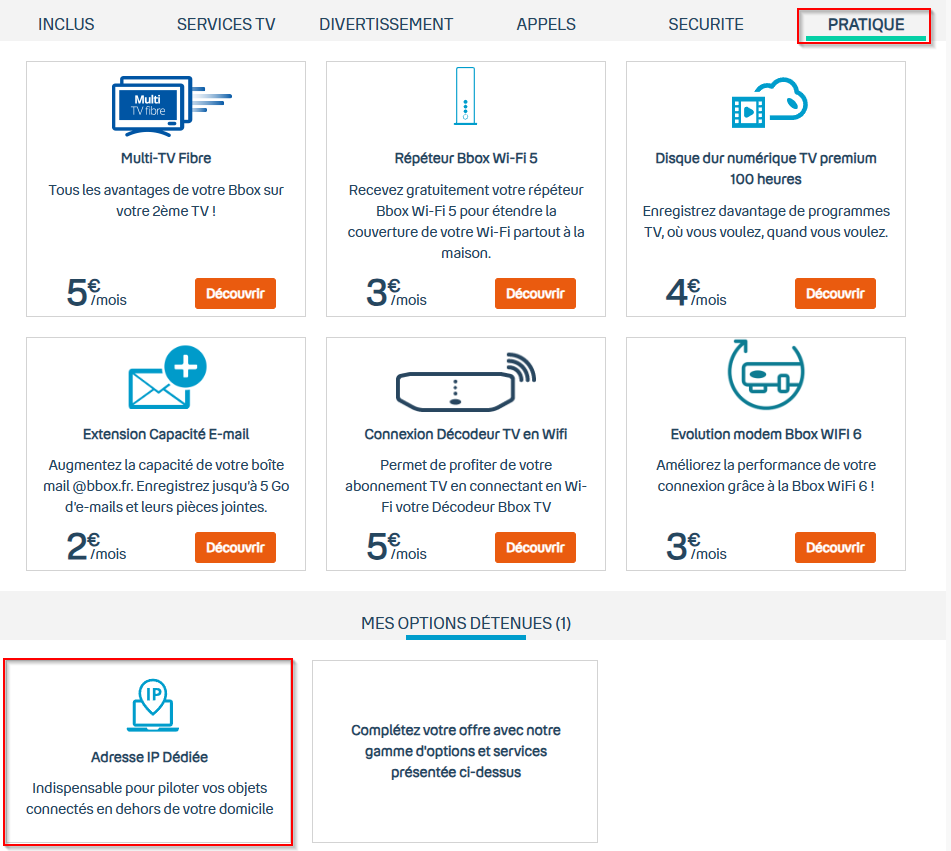 INCLUS SERVICES TV DIVERTISSEMENT APPELS SECURITE PRATIQUE
Multi
TV fibre
Multi-TV Fibre
Tous les avantages de votre Bbox sur
votre 2ème TV !
5€/mois
Découvrir
Répéteur Bbox Wi-Fi 5
Recevez gratuitement votre répéteur
Bbox Wi-Fi 5 pour étendre la
couverture de votre Wi-Fi partout à la
maison.
3€/mois
Découvrir
Disque dur numérique TV premium
100 heures
Enregistrez davantage de programmes
TV, où vous voulez, quand vous voulez.
4€/mois
Découvrir
Extension Capacité E-mail
Augmentez la capacité de votre boîte
mail @bbox.fr. Enregistrez jusqu'à 5 Go
d'e-mails et leurs pièces jointes.
2€/mois
Découvrir
Connexion Décodeur TV en Wifi
Permet de profiter de votre
abonnement TV en connectant en Wi-
Fi votre Décodeur Bbox TV
5€/mois
Découvrir
Evolution modem Bbox WIFI 6
Améliorez la performance de votre
connexion grâce à la Bbox WiFi 6 !
3€/mois
Découvrir
MES OPTIONS DÉTENUES (1)
IP
Adresse IP Dédiée
Indispensable pour piloter vos objets
connectés en dehors de votre domicile
Complétez votre offre avec notre
gamme d'options et services
présentée ci-dessus